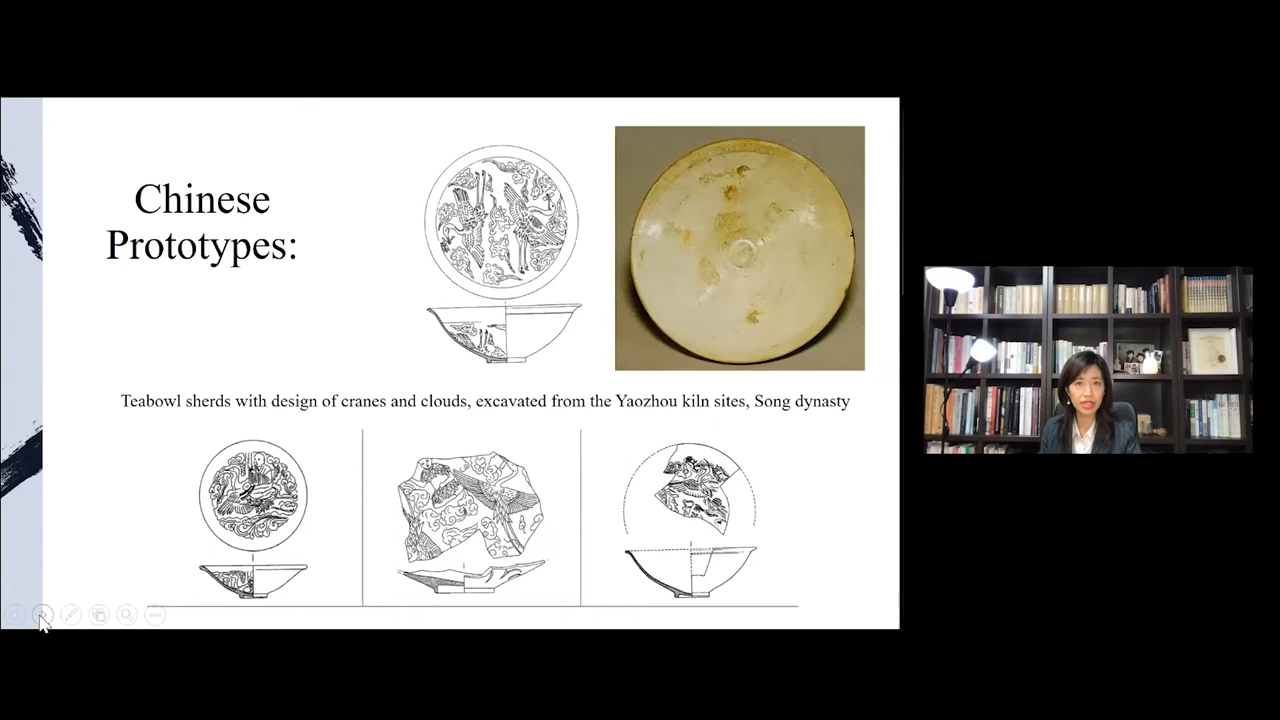 Chinese
Prototypes:
Teabowl sherds with design of cranes and clouds, excavated from the Yaozhou kiln sites, Song dynasty